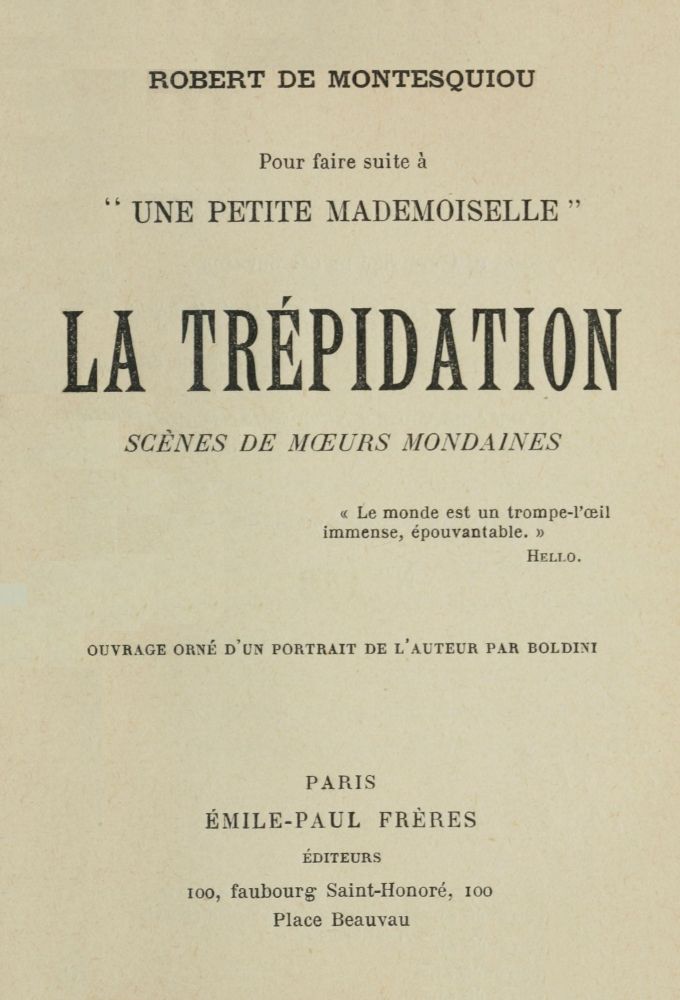 ROBERT DE MONTESQUIOU
Pour faire suite à
“ UNE PETITE MADEMOISELLE ”
LA TRÉPIDATION
SCÈNES DE MŒURS MONDAINES
« Le monde est un trompe-l’œil
immense, épouvantable. »
HELLO.
OUVRAGE ORNÉ D’UN PORTRAIT DE L’AUTEUR PAR BOLDINI
PARIS
ÉMILE-PAUL FRÈRES
ÉDITEURS
100, faubourg Saint-Honoré, 100
Place Beauvau